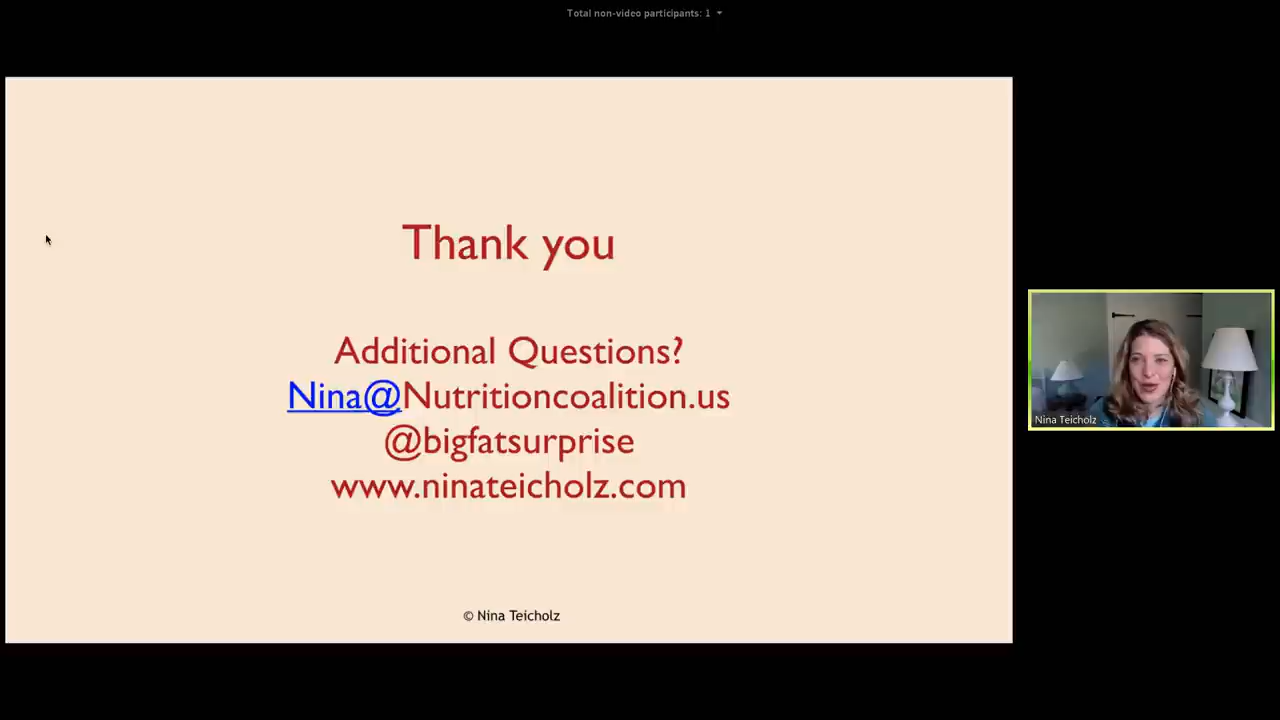 Total non-video participants: 1
Thank you
Additional Questions?
Nina@Nutritioncoalition.us
@bigfatsurprise
www.ninateicholz.com
© Nina Teicholz
Nina Teicholz